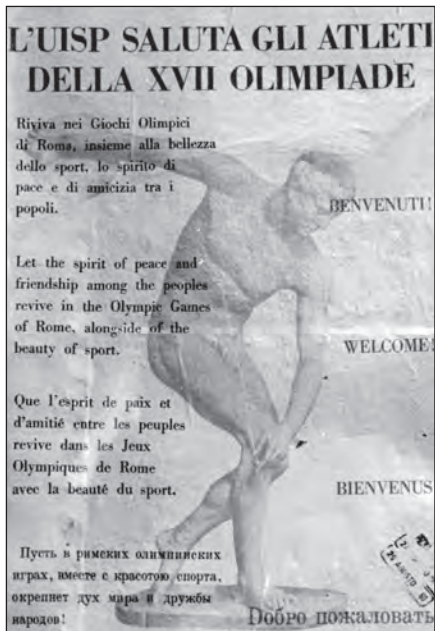 L'UISP SALUTA GLI ATLETI
DELLA XVII OLIMPIADE
Riviva nei Giochi Olimpici
di Roma, insieme alla bellezza
dello sport, lo spirito di
pace e di amicizia tra i
popoli.
BENVENUTI!
Let the spirit of peace and
friendship among the peoples
revive in the Olympic Games
of Rome, alongside of the
beauty of sport.
WELCOME!
Que l'esprit de paix et
d'amitié entre les peuples
revive dans les Jeux
Olympiques de Rome
avec la beauté du sport.
BIENVENUS
Пусть в римских олимпииских
играх, вместе с красотою спорта,
окрепнет дух мира и дружбы
народов!
Добро пожаловать